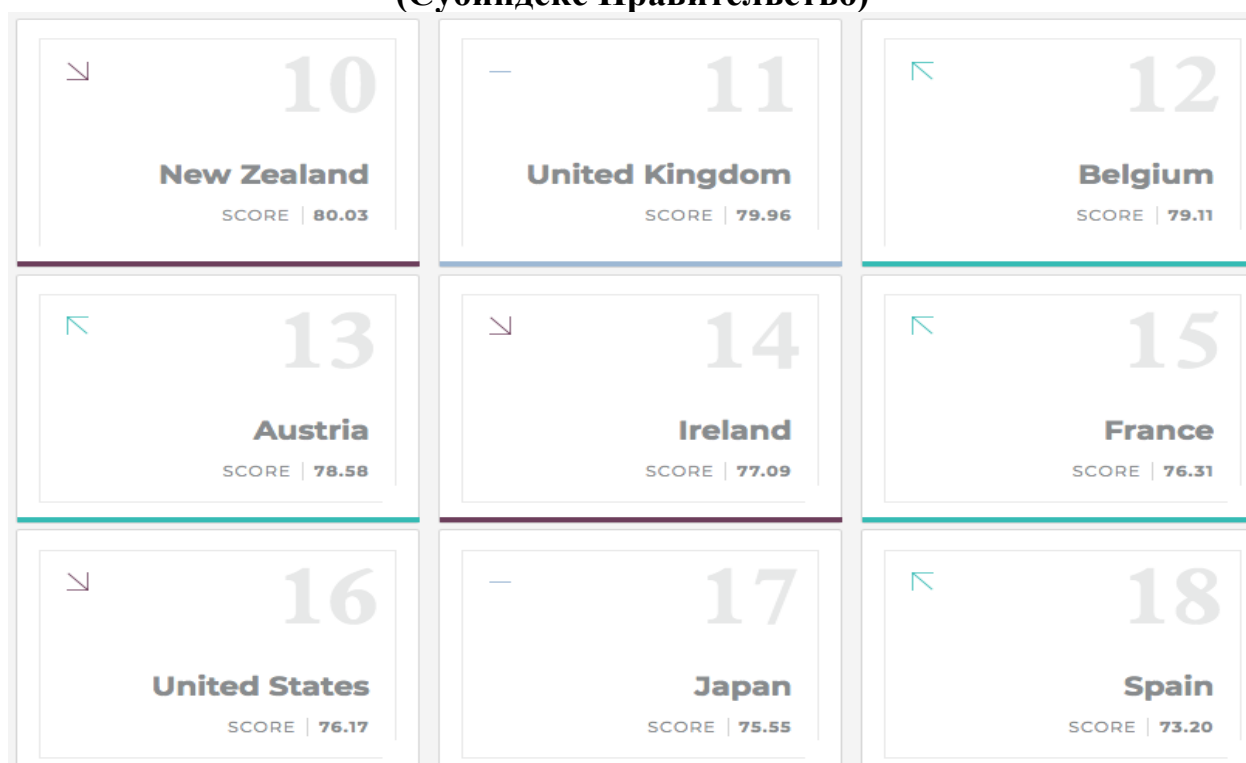 (Субиндекс Правительство)
10
New Zealand
SCORE | 80.03
11
United Kingdom
SCORE | 79.96
12
Belgium
SCORE | 79.11
13
Austria
SCORE | 78.58
14
Ireland
SCORE | 77.09
15
France
SCORE | 76.31
16
United States
SCORE | 76.17
17
Japan
SCORE | 75.55
18
Spain
SCORE | 73.20